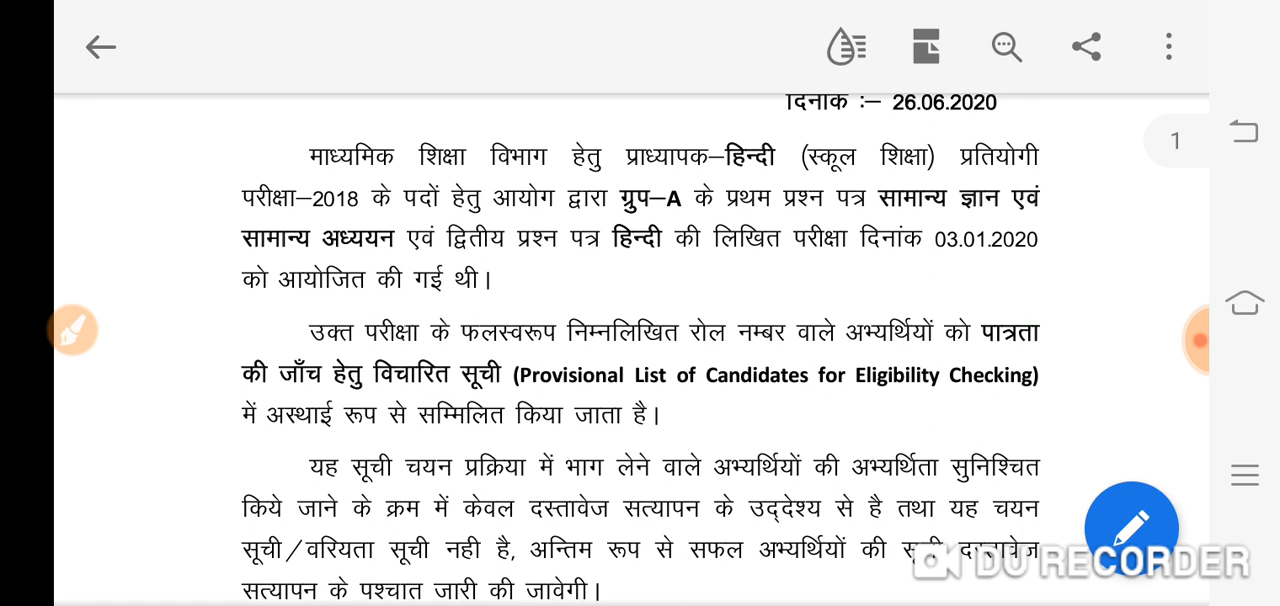 दिनांक :– 26.06.2020
1
माध्यमिक शिक्षा विभाग हेतु प्राध्यापक–हिन्दी (स्कूल शिक्षा) प्रतियोगी
परीक्षा–2018 के पदों हेतु आयोग द्वारा ग्रुप–A के प्रथम प्रश्न पत्र सामान्य ज्ञान एवं
सामान्य अध्ययन एवं द्वितीय प्रश्न पत्र हिन्दी की लिखित परीक्षा दिनांक 03.01.2020
को आयोजित की गई थी।
उक्त परीक्षा के फलस्वरूप निम्नलिखित रोल नम्बर वाले अभ्यर्थियों को पात्रता
की जाँच हेतु विचारित सूची (Provisional List of Candidates for Eligibility Checking)
में अस्थाई रूप से सम्मिलित किया जाता है।
यह सूची चयन प्रक्रिया में भाग लेने वाले अभ्यर्थियों की अभ्यर्थिता सुनिश्चित
किये जाने के क्रम में केवल दस्तावेज सत्यापन के उद्देश्य से है तथा यह चयन
सूची/वरियता सूची नही है, अन्तिम रूप से सफल अभ्यर्थियों की सूची दस्तावेज
सत्यापन के पश्चात जारी की जावेगी।
DU RECORDER